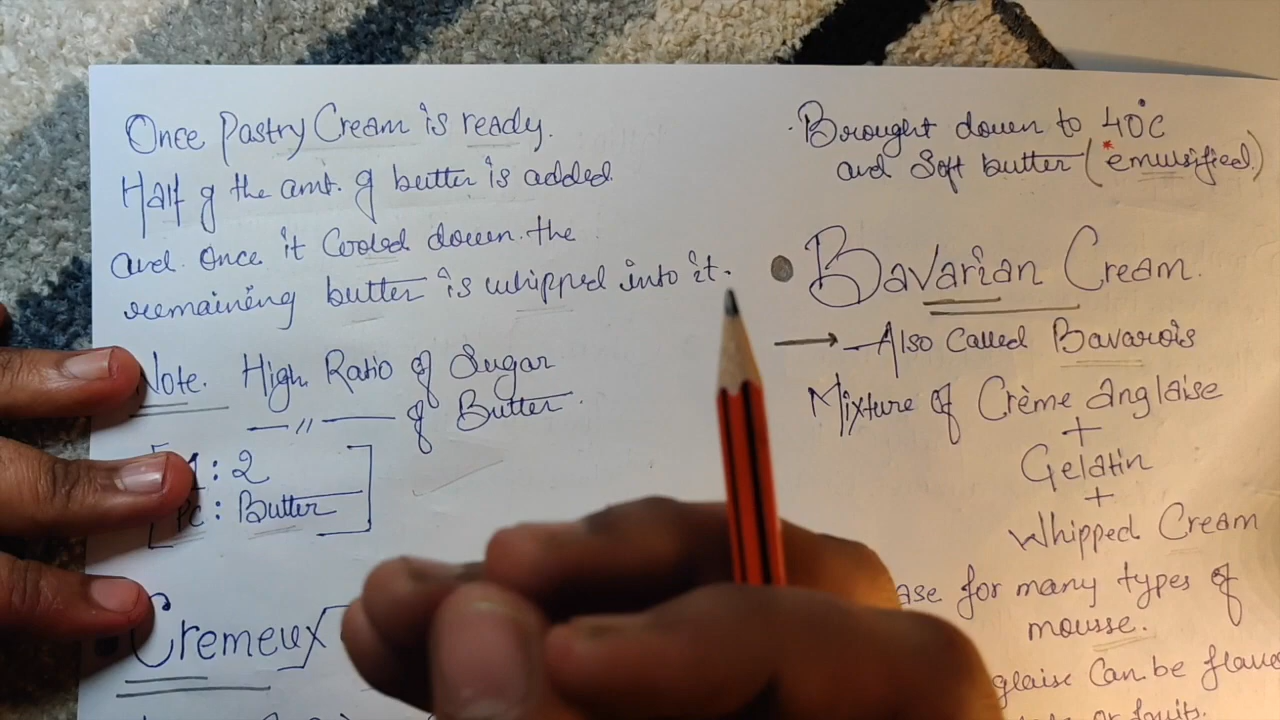 Once Pastry Cream is ready.
Half of the amt. of butter is added
and once it Cooled down the
remaining butter is whipped into it.
Note. High Ratio of Sugar
—〃— of Butter.
1 : 2
PC : Butter
Cremeux
Brought down to 40°C
and Soft butter (*emulsified)
• Bavarian Cream.
→ Also Called Bavarois
Mixture of Crème anglaise
+
Gelatin
+
Whipped Cream
for many types of
mousse.
Can be
or fruits.